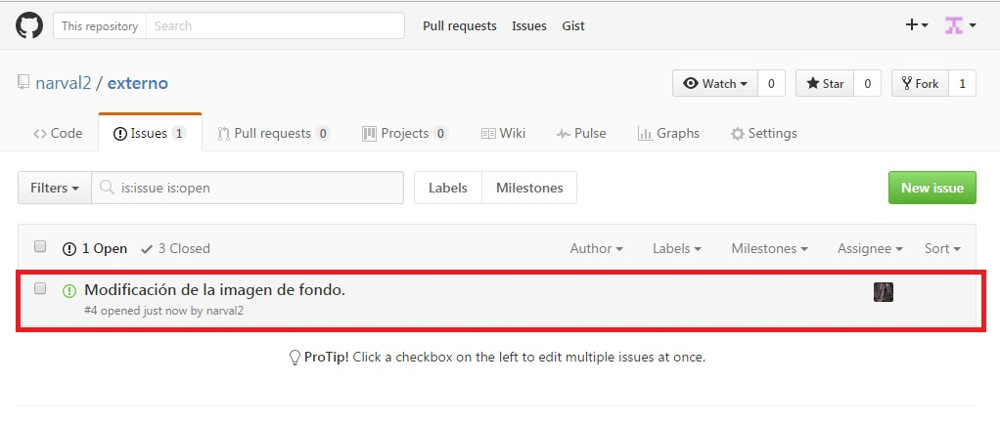 This repository Search Pull requests Issues Gist
narval2 / externo Watch 0 Star 0 Fork 1
Code Issues 1 Pull requests 0 Projects 0 Wiki Pulse Graphs Settings
Filters is:issue is:open Labels Milestones New issue
1 Open 3 Closed Author Labels Milestones Assignee Sort
Modificación de la imagen de fondo.
#4 opened just now by narval2
ProTip! Click a checkbox on the left to edit multiple issues at once.